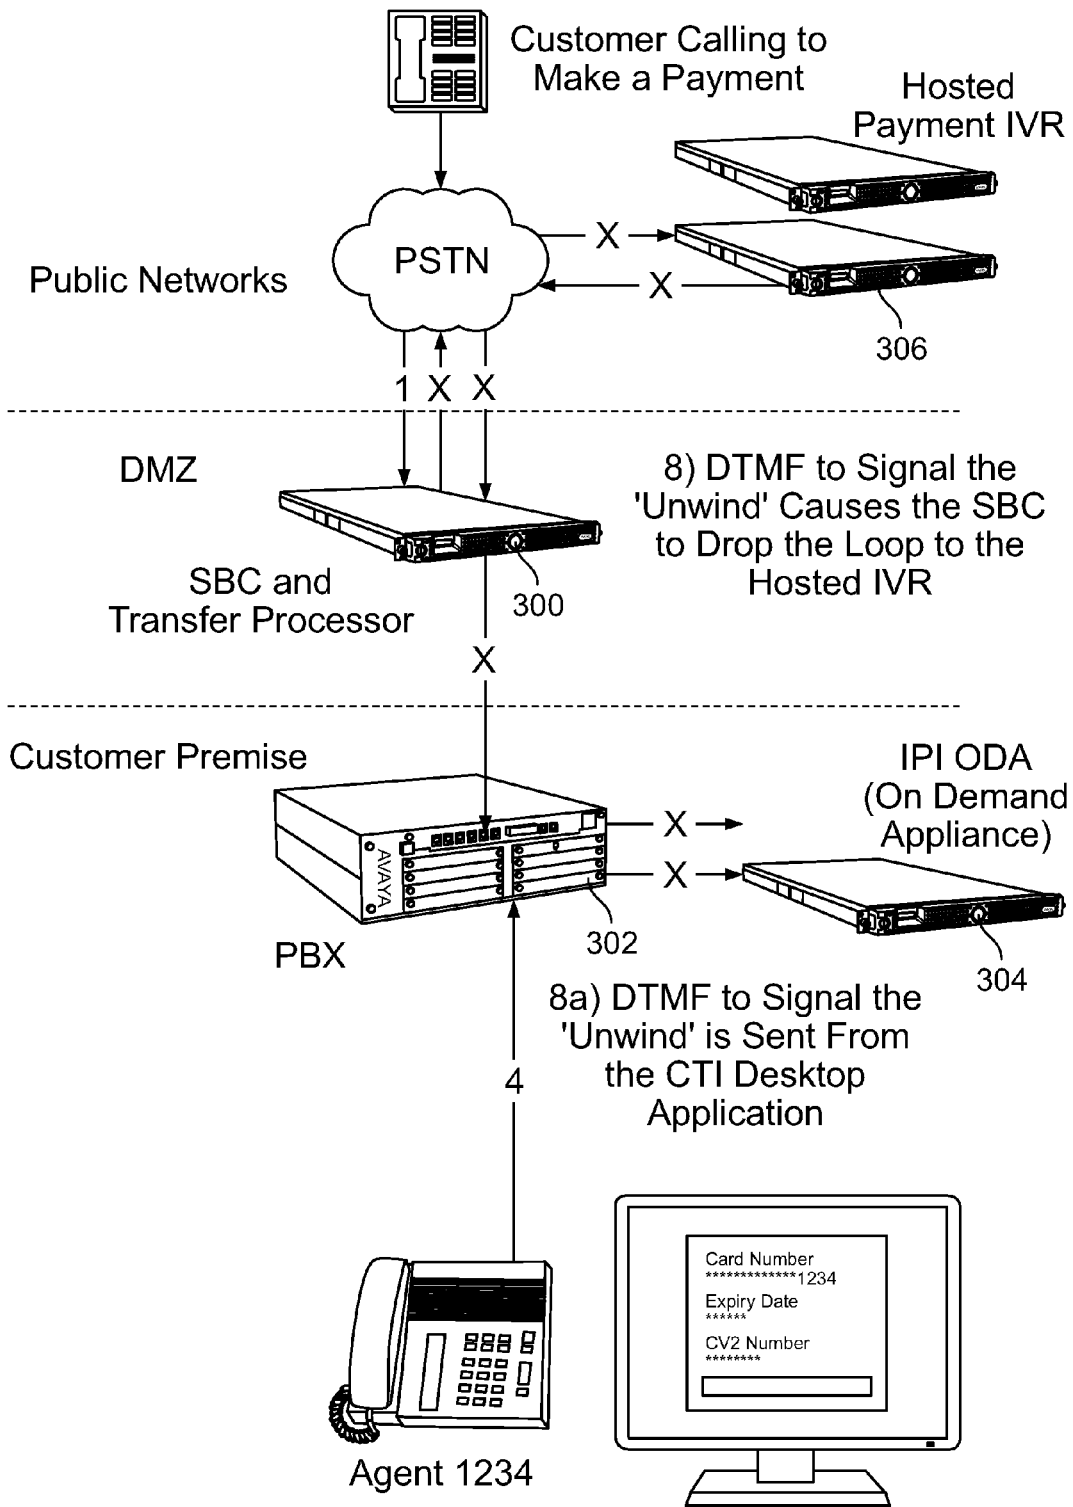 Customer Calling to
Make a Payment
Hosted
Payment IVR
PSTN
X
X
Public Networks
306
1 X X
DMZ
8) DTMF to Signal the
'Unwind' Causes the SBC
to Drop the Loop to the
Hosted IVR
SBC and
Transfer Processor
300
X
Customer Premise
IPI ODA
(On Demand
Appliance)
X
X
AVAYA
302
304
PBX
8a) DTMF to Signal the
'Unwind' is Sent From
the CTI Desktop
Application
4
Card Number
*************1234
Expiry Date
******
CV2 Number
********
Agent 1234